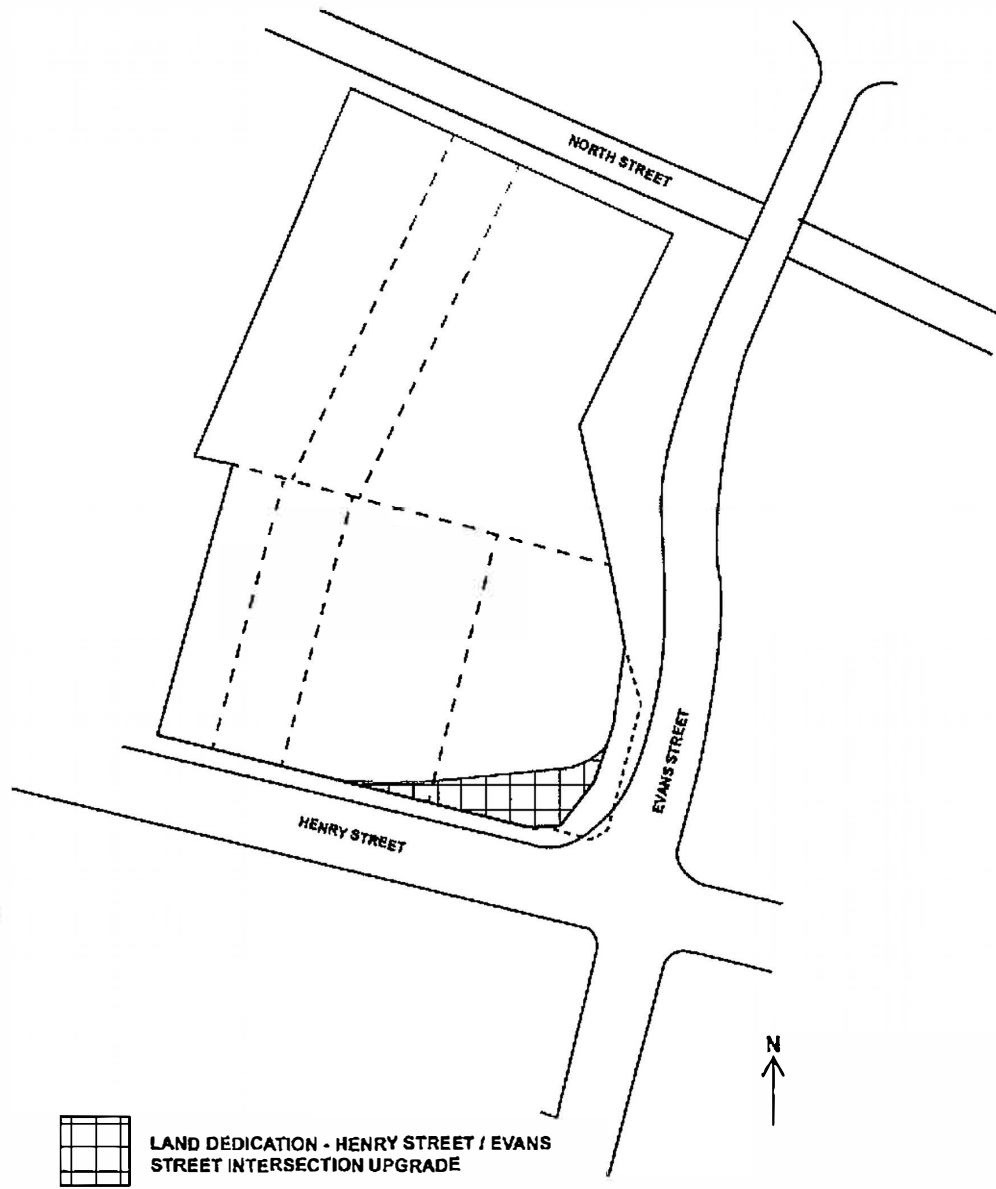 NORTH STREET
EVANS STREET
HENRY STREET
N
LAND DEDICATION - HENRY STREET / EVANS
STREET INTERSECTION UPGRADE